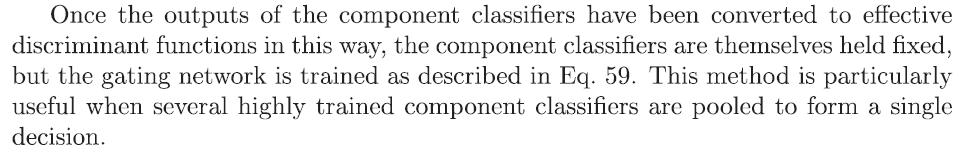 Once the outputs of the component classifiers have been converted to effective
discriminant functions in this way, the component classifiers are themselves held fixed,
but the gating network is trained as described in Eq. 59. This method is particularly
useful when several highly trained component classifiers are pooled to form a single
decision.